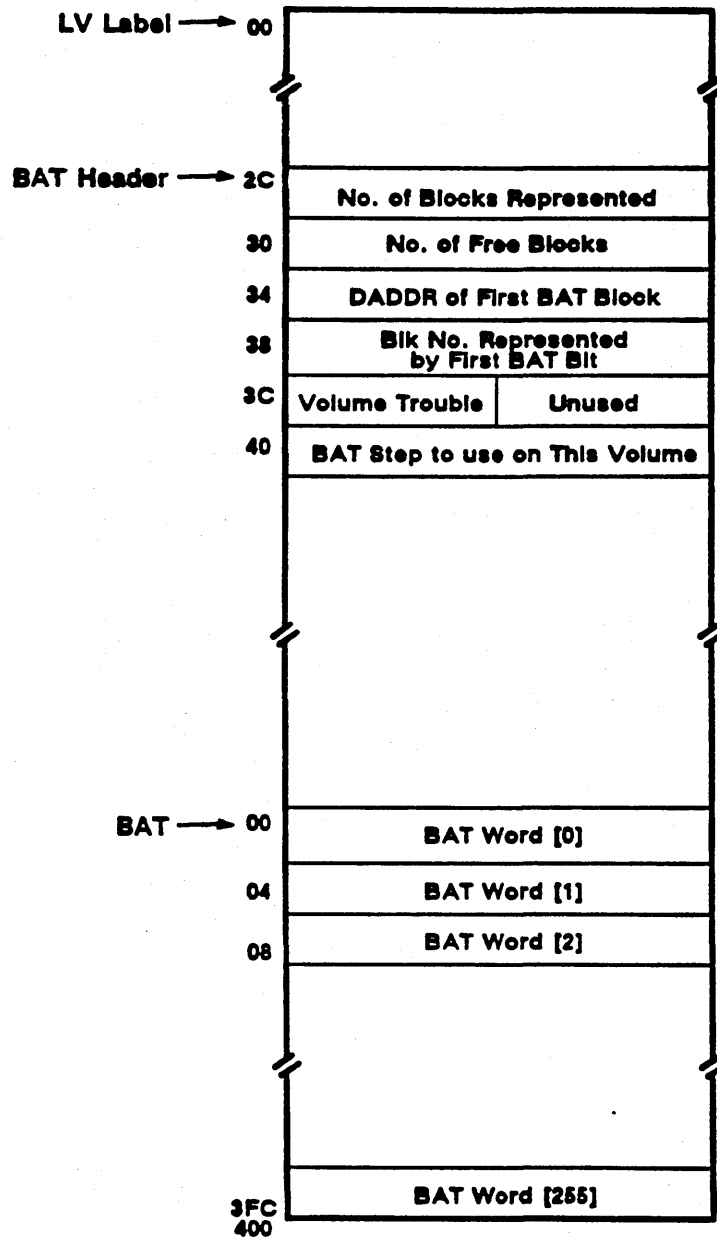 LV Label 00
BAT Header 2C
No. of Blocks Represented
30 No. of Free Blocks
34 DADDR of First BAT Block
38 Blk No. Represented
by First BAT Bit
3C Volume Trouble Unused
40 BAT Step to use on This Volume
BAT 00 BAT Word [0]
04 BAT Word [1]
08 BAT Word [2]
3FC BAT Word [255]
400